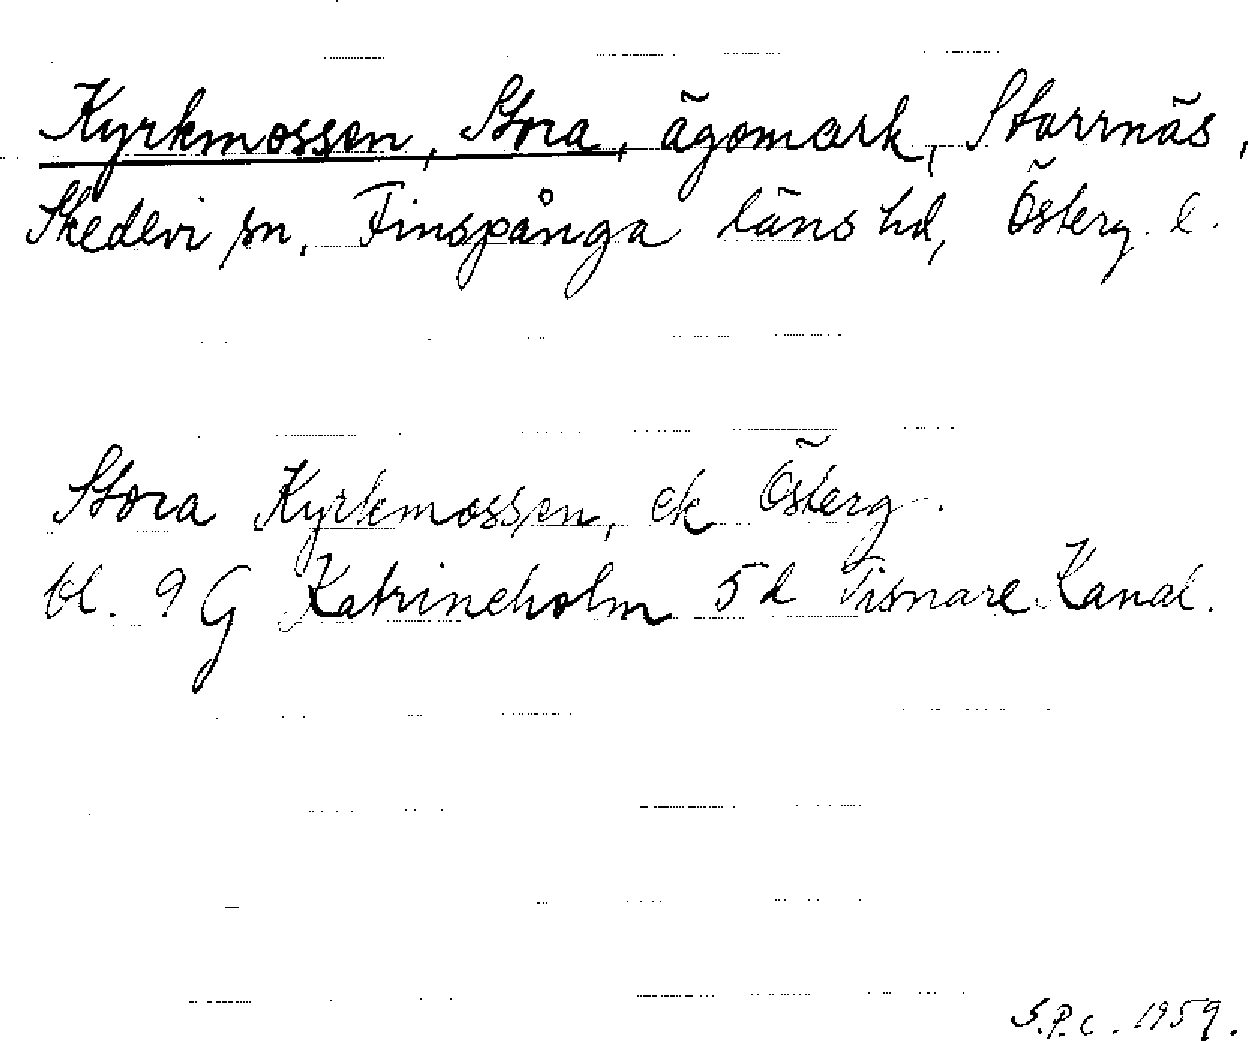 Kyrkmossen, Stora, ägomark, Starrnäs,
Skedevi sn, Finspånga läns hd, Österg. l.
Stora Kyrkmossen, ek Österg.
bl. 9 G Katrineholm 5d Tisnare Kanal.
S.P.C. 1959.